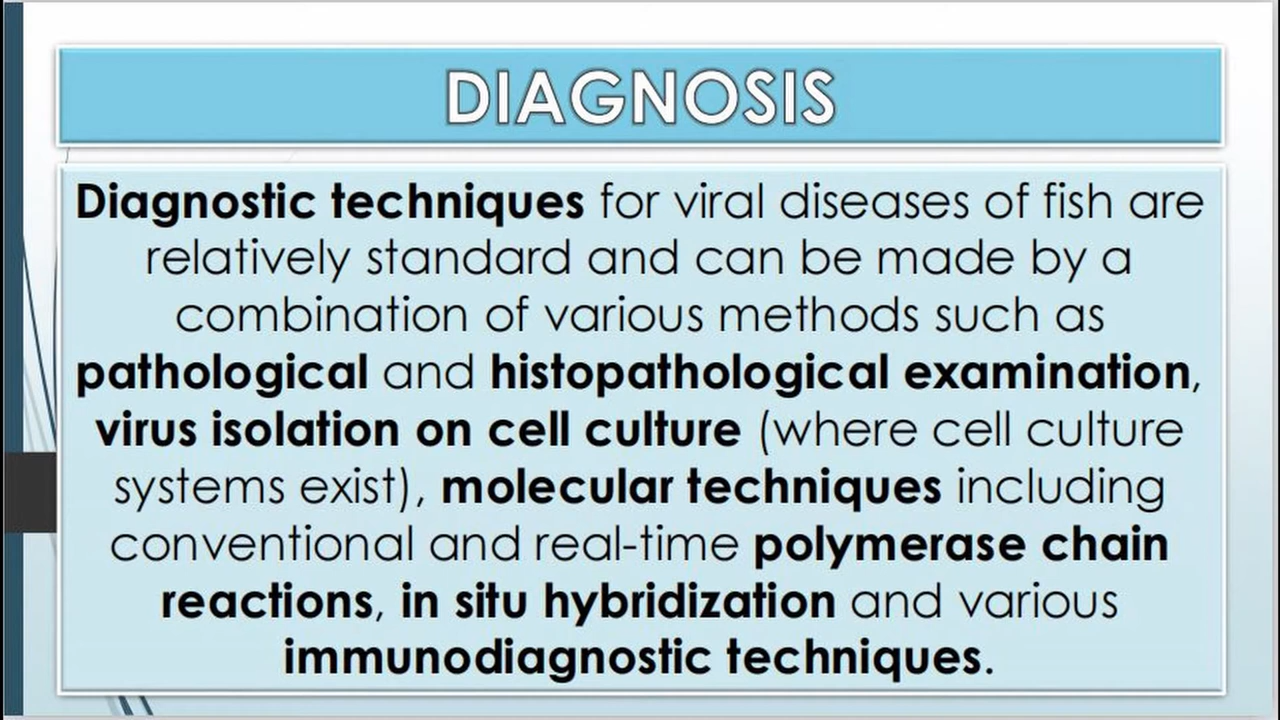 DIAGNOSIS
Diagnostic techniques for viral diseases of fish are
relatively standard and can be made by a
combination of various methods such as
pathological and histopathological examination,
virus isolation on cell culture (where cell culture
systems exist), molecular techniques including
conventional and real-time polymerase chain
reactions, in situ hybridization and various
immunodiagnostic techniques.